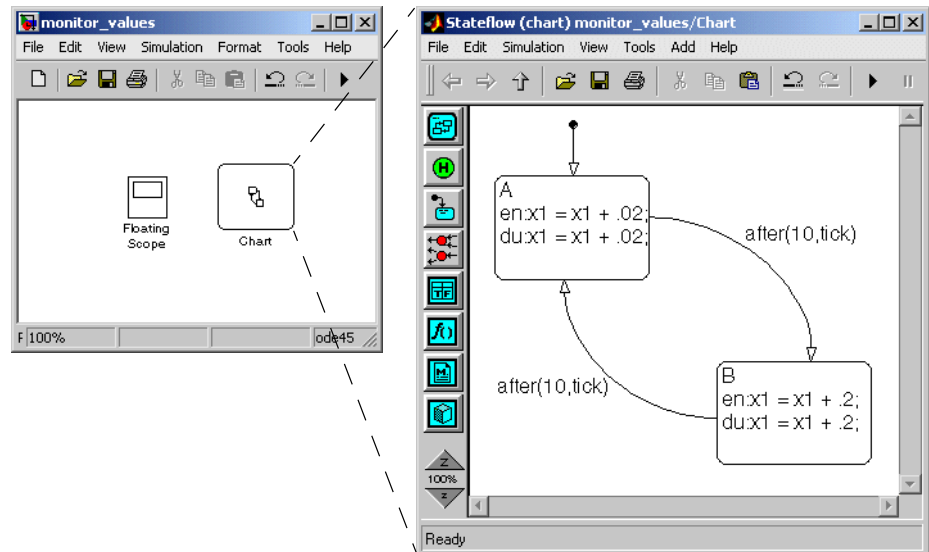 monitor_values
File Edit View Simulation Format Tools Help
Floating
Scope
Chart
F 100%
ode45
Stateflow (chart) monitor_values/Chart
File Edit Simulation View Tools Add Help
H
A
en:x1 = x1 + .02;
du:x1 = x1 + .02;
after(10,tick)
TF
f()
M
after(10,tick)
B
en:x1 = x1 + .2;
du:x1 = x1 + .2;
Z
100%
z
Ready